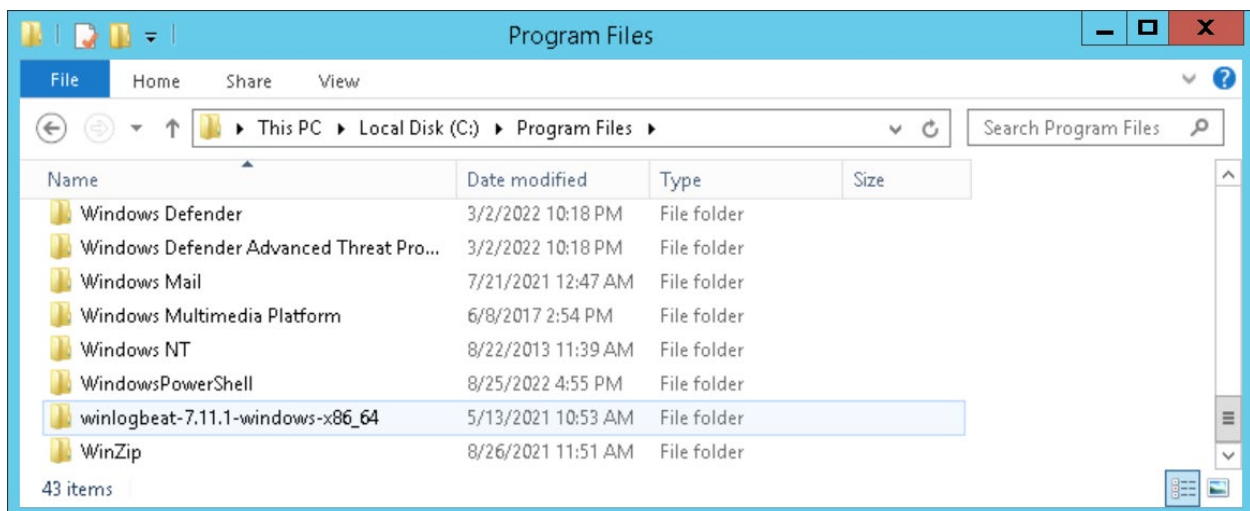 Program Files
File Home Share View
This PC Local Disk (C:) Program Files Search Program Files
Name Date modified Type Size
Windows Defender 3/2/2022 10:18 PM File folder
Windows Defender Advanced Threat Pro... 3/2/2022 10:18 PM File folder
Windows Mail 7/21/2021 12:47 AM File folder
Windows Multimedia Platform 6/8/2017 2:54 PM File folder
Windows NT 8/22/2013 11:39 AM File folder
WindowsPowerShell 8/25/2022 4:55 PM File folder
winlogbeat-7.11.1-windows-x86_64 5/13/2021 10:53 AM File folder
WinZip 8/26/2021 11:51 AM File folder
43 items